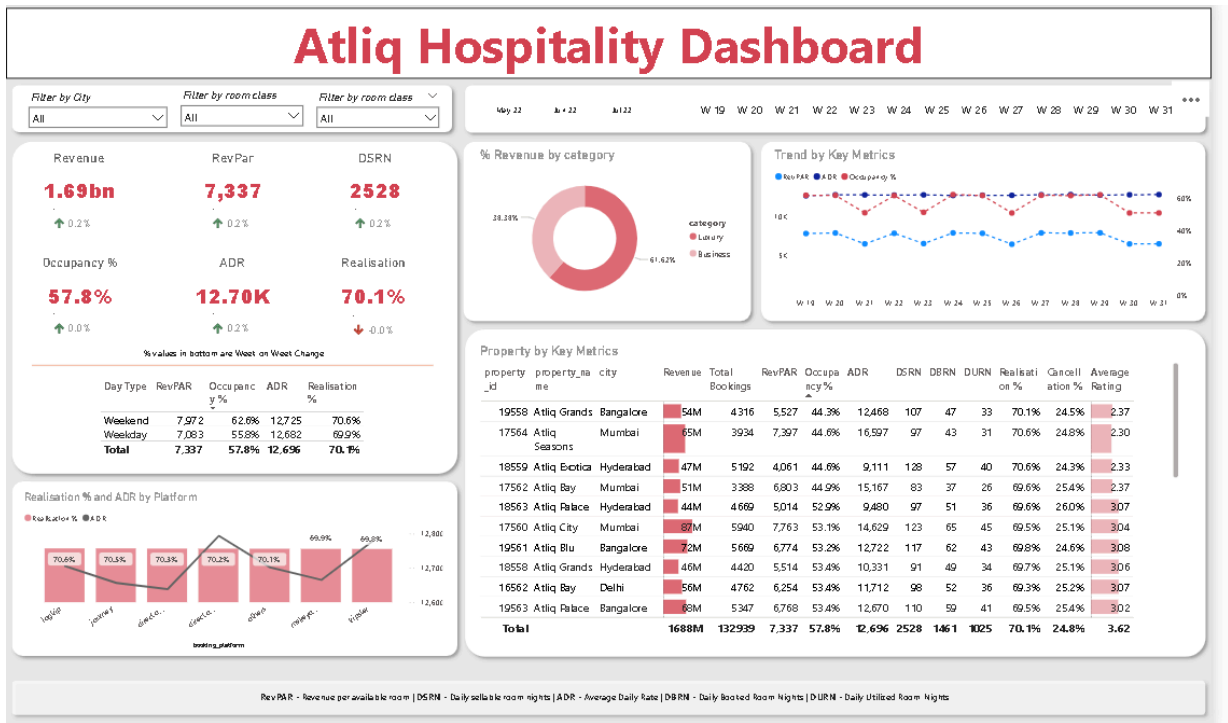 Atliq Hospitality Dashboard
Filter by City
All
Filter by room class
All
Filter by room class
All
May 22 Jun 22 Jul 22 W 19 W 20 W 21 W 22 W 23 W 24 W 25 W 26 W 27 W 28 W 29 W 30 W 31
Revenue RevPar DSRN
1.69bn 7,337 2528
0.2% 0.2% 0.2%
Occupancy % ADR Realisation
57.8% 12.70K 70.1%
0.0% 0.2% -0.0%
% values in bottom are Week on Week Change
Day Type RevPAR Occupanc ADR Realisation
y % %
Weekend 7,972 62.6% 12,725 70.6%
Weekday 7,083 55.8% 12,682 69.9%
Total 7,337 57.8% 12,696 70.1%
Realisation % and ADR by Platform
Realisation % ADR
70.6% 70.5% 70.3% 70.2% 70.1% 69.9% 69.8%
12,800
12,700
12,600
logtrip journey directo... directo... others makeyo... tripster
booking_platform
% Revenue by category
38.38%
61.62%
category
Luxury
Business
Trend by Key Metrics
RevPAR ADR Occupancy %
10K
5K
60%
40%
20%
0%
W 19 W 20 W 21 W 22 W 23 W 24 W 25 W 26 W 27 W 28 W 29 W 30 W 31
Property by Key Metrics
property property_na city Revenue Total RevPAR Occupa ADR DSRN DBRN DURN Realisati Cancell Average
_id me Bookings ncy % on % ation % Rating
19558 Atliq Grands Bangalore 54M 4316 5,527 44.3% 12,468 107 47 33 70.1% 24.5% 2.37
17564 Atliq Mumbai 65M 3934 7,397 44.6% 16,597 97 43 31 70.6% 24.8% 2.30
Seasons
18559 Atliq Exotica Hyderabad 47M 5192 4,061 44.6% 9,111 128 57 40 70.6% 24.3% 2.33
17562 Atliq Bay Mumbai 51M 3388 6,803 44.9% 15,167 83 37 26 69.6% 25.4% 2.37
18563 Atliq Palace Hyderabad 44M 4669 5,014 52.9% 9,480 97 51 36 69.6% 26.0% 3.07
17560 Atliq City Mumbai 87M 5940 7,763 53.1% 14,629 123 65 45 69.5% 25.1% 3.04
19561 Atliq Blu Bangalore 72M 5669 6,774 53.2% 12,722 117 62 43 69.8% 24.6% 3.08
18558 Atliq Grands Hyderabad 46M 4420 5,514 53.4% 10,331 91 49 34 69.7% 25.1% 3.06
16562 Atliq Bay Delhi 56M 4762 6,254 53.4% 11,712 98 52 36 69.3% 25.2% 3.07
19563 Atliq Palace Bangalore 68M 5347 6,768 53.4% 12,670 110 59 41 69.5% 25.4% 3.02
Total 1688M 132939 7,337 57.8% 12,696 2528 1461 1025 70.1% 24.8% 3.62
RevPAR - Revenue per available room | DSRN - Daily sellable room nights | ADR - Average Daily Rate | DBRN - Daily Booked Room Nights | DURN - Daily Utilized Room Nights